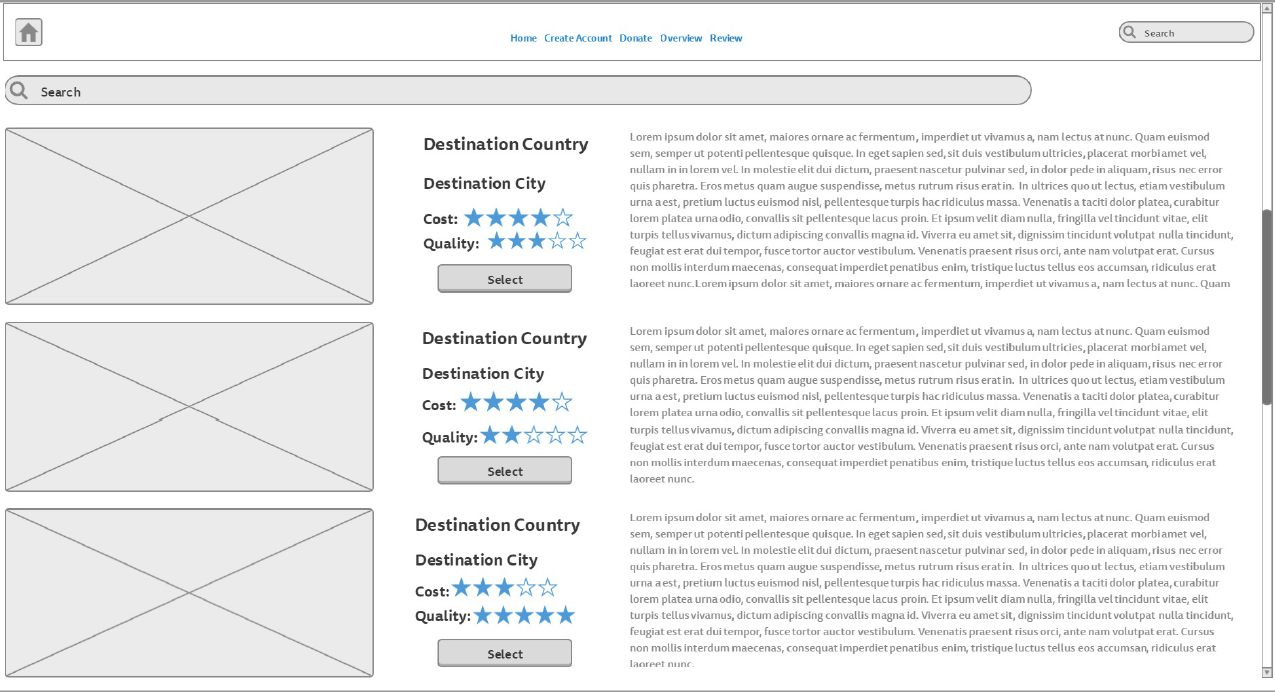 Home Create Account Donate Overview Review
Search
Search
Destination Country
Destination City
Cost:
Quality:
Select
Lorem ipsum dolor sit amet, maiores ornare ac fermentum, imperdiet ut vivamus a, nam lectus at nunc. Quam euismod
sem, semper ut potenti pellentesque quisque. In eget sapien sed, sit duis vestibulum ultricies, placerat morbi amet vel,
nullam in in lorem vel. In molestie elit dui dictum, praesent nascetur pulvinar sed, in dolor pede in aliquam, risus nec error
quis pharetra. Eros metus quam augue suspendisse, metus rutrum risus erat in. In ultrices quo ut lectus, etiam vestibulum
urna a est, pretium luctus euismod nisl, pellentesque turpis hac ridiculus massa. Venenatis a taciti dolor platea, curabitur
lorem platea urna odio, convallis sit pellentesque lacus proin. Et ipsum velit diam nulla, fringilla vel tincidunt vitae, elit
turpis tellus vivamus, dictum adipiscing convallis magna id. Viverra eu amet sit, dignissim tincidunt volutpat nulla tincidunt,
feugiat est erat dui tempor, fusce tortor auctor vestibulum. Venenatis praesent risus orci, ante nam volutpat erat. Cursus
non mollis interdum maecenas, consequat imperdiet penatibus enim, tristique luctus tellus eos accumsan, ridiculus erat
laoreet nunc.Lorem ipsum dolor sit amet, maiores ornare ac fermentum, imperdiet ut vivamus a, nam lectus at nunc. Quam
Destination Country
Destination City
Cost:
Quality:
Select
Lorem ipsum dolor sit amet, maiores ornare ac fermentum, imperdiet ut vivamus a, nam lectus at nunc. Quam euismod
sem, semper ut potenti pellentesque quisque. In eget sapien sed, sit duis vestibulum ultricies, placerat morbi amet vel,
nullam in in lorem vel. In molestie elit dui dictum, praesent nascetur pulvinar sed, in dolor pede in aliquam, risus nec error
quis pharetra. Eros metus quam augue suspendisse, metus rutrum risus erat in. In ultrices quo ut lectus, etiam vestibulum
urna a est, pretium luctus euismod nisl, pellentesque turpis hac ridiculus massa. Venenatis a taciti dolor platea, curabitur
lorem platea urna odio, convallis sit pellentesque lacus proin. Et ipsum velit diam nulla, fringilla vel tincidunt vitae, elit
turpis tellus vivamus, dictum adipiscing convallis magna id. Viverra eu amet sit, dignissim tincidunt volutpat nulla tincidunt,
feugiat est erat dui tempor, fusce tortor auctor vestibulum. Venenatis praesent risus orci, ante nam volutpat erat. Cursus
non mollis interdum maecenas, consequat imperdiet penatibus enim, tristique luctus tellus eos accumsan, ridiculus erat
laoreet nunc.
Destination Country
Destination City
Cost:
Quality:
Select
Lorem ipsum dolor sit amet, maiores ornare ac fermentum, imperdiet ut vivamus a, nam lectus at nunc. Quam euismod
sem, semper ut potenti pellentesque quisque. In eget sapien sed, sit duis vestibulum ultricies, placerat morbi amet vel,
nullam in in lorem vel. In molestie elit dui dictum, praesent nascetur pulvinar sed, in dolor pede in aliquam, risus nec error
quis pharetra. Eros metus quam augue suspendisse, metus rutrum risus erat in. In ultrices quo ut lectus, etiam vestibulum
urna a est, pretium luctus euismod nisl, pellentesque turpis hac ridiculus massa. Venenatis a taciti dolor platea, curabitur
lorem platea urna odio, convallis sit pellentesque lacus proin. Et ipsum velit diam nulla, fringilla vel tincidunt vitae, elit
turpis tellus vivamus, dictum adipiscing convallis magna id. Viverra eu amet sit, dignissim tincidunt volutpat nulla tincidunt,
feugiat est erat dui tempor, fusce tortor auctor vestibulum. Venenatis praesent risus orci, ante nam volutpat erat. Cursus
non mollis interdum maecenas, consequat imperdiet penatibus enim, tristique luctus tellus eos accumsan, ridiculus erat
laoreet nunc.